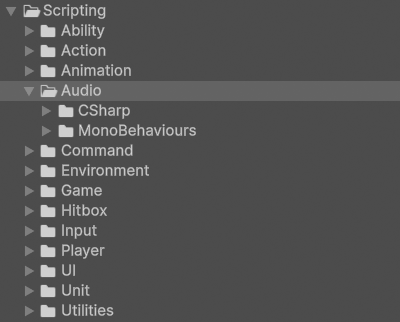 Scripting
Ability
Action
Animation
Audio
CSharp
MonoBehaviours
Command
Environment
Game
Hitbox
Input
Player
UI
Unit
Utilities